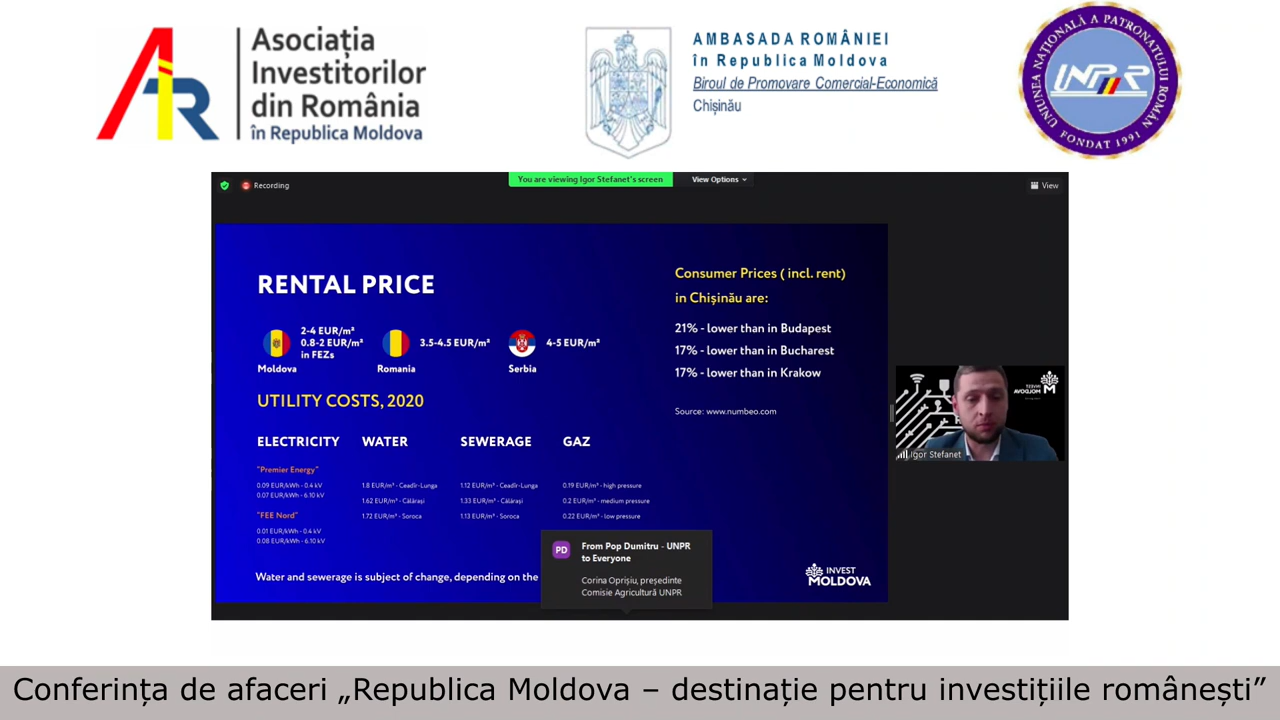 Asociația
Investitorilor
din România
în Republica Moldova
AMBASADA ROMÂNIEI
în Republica Moldova
Biroul de Promovare Comercial-Economică
Chișinău
UNIUNEA NAȚIONALĂ A PATRONATULUI ROMÂN
UNPR
FONDAT 1991
Recording
You are viewing Igor Stefanet's screen
View Options
View
RENTAL PRICE
2-4 EUR/m²
0.8-2 EUR/m²
in FEZs
Moldova
3.5-4.5 EUR/m²
Romania
4-5 EUR/m²
Serbia
Consumer Prices ( incl. rent)
in Chișinău are:
21% - lower than in Budapest
17% - lower than in Bucharest
17% - lower than in Krakow
Source: www.numbeo.com
UTILITY COSTS, 2020
ELECTRICITY
"Premier Energy"
0.09 EUR/kWh - 0.4 kV
0.07 EUR/kWh - 6.10 kV
"FEE Nord"
0.01 EUR/kWh - 0.4 kV
0.08 EUR/kWh - 6.10 kV
WATER
1.8 EUR/m³ - Ceadîr-Lunga
1.62 EUR/m³ - Călărași
1.72 EUR/m³ - Soroca
SEWERAGE
1.12 EUR/m³ - Ceadîr-Lunga
1.33 EUR/m³ - Călărași
1.13 EUR/m³ - Soroca
GAZ
0.19 EUR/m³ - high pressure
0.2 EUR/m³ - medium pressure
0.22 EUR/m³ - low pressure
Water and sewerage is subject of change, depending on the
INVEST
MOLDOVA
PD
From Pop Dumitru - UNPR
to Everyone
Corina Oprișiu, președinte
Comisie Agricultură UNPR
INVEST
MOLDOVA
Igor Stefanet
Conferința de afaceri „Republica Moldova – destinație pentru investițiile românești”